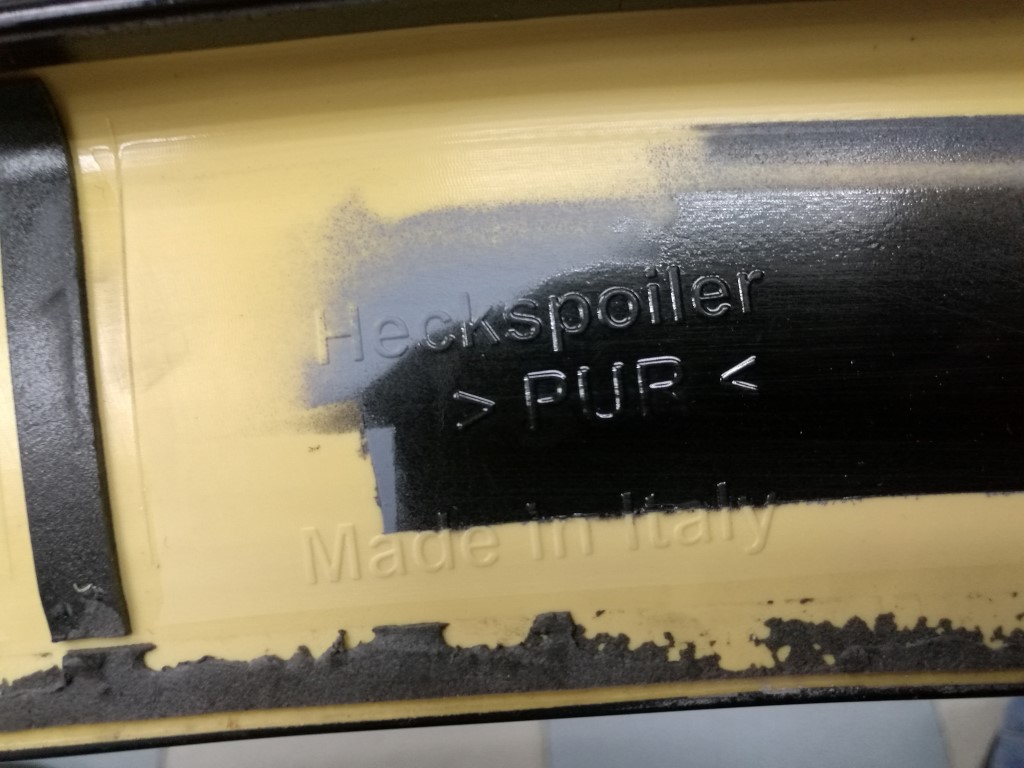 Heckspoiler
> PUR <
Made in Italy